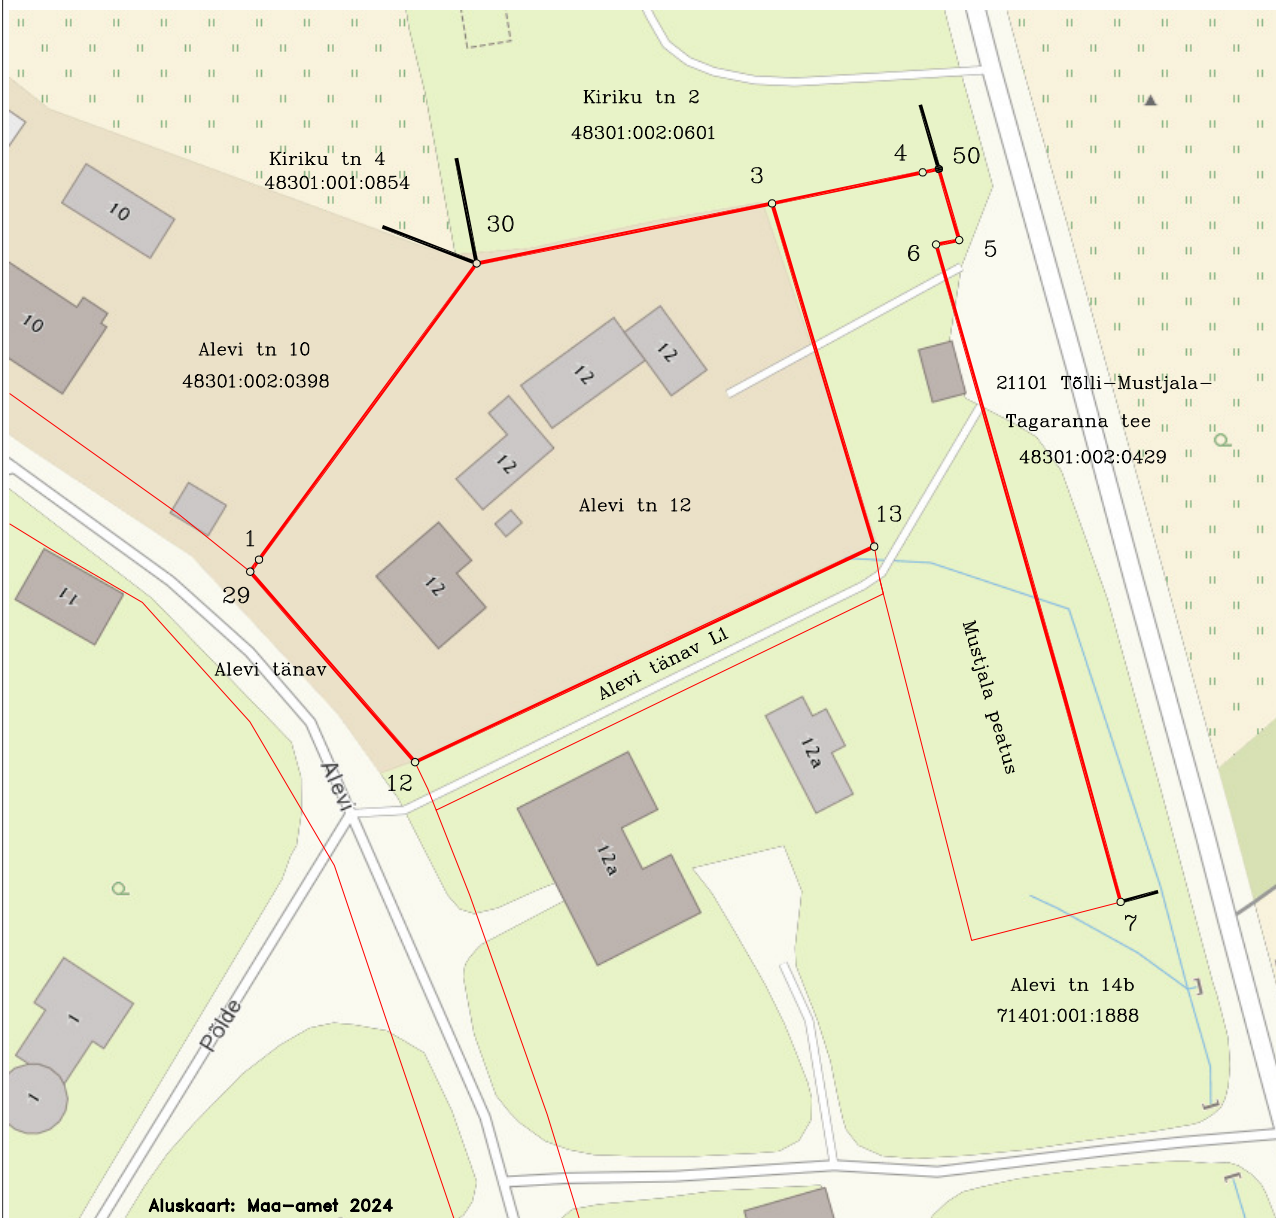 Kiriku tn 2
48301:002:0601
Kiriku tn 4
48301:001:0854
4
50
3
30
10
6
5
10
Alevi tn 10
48301:002:0398
12
12
21101 Tõlli-Mustjala-
Tagaranna tee
48301:002:0429
12
Alevi tn 12
13
1
29
11
12
Alevi tänav
Alevi tänav L1
Mustjala peatus
12
Alevi
12a
12a
7
Alevi tn 14b
71401:001:1888
Põlde
1
1
Aluskaart: Maa-amet 2024